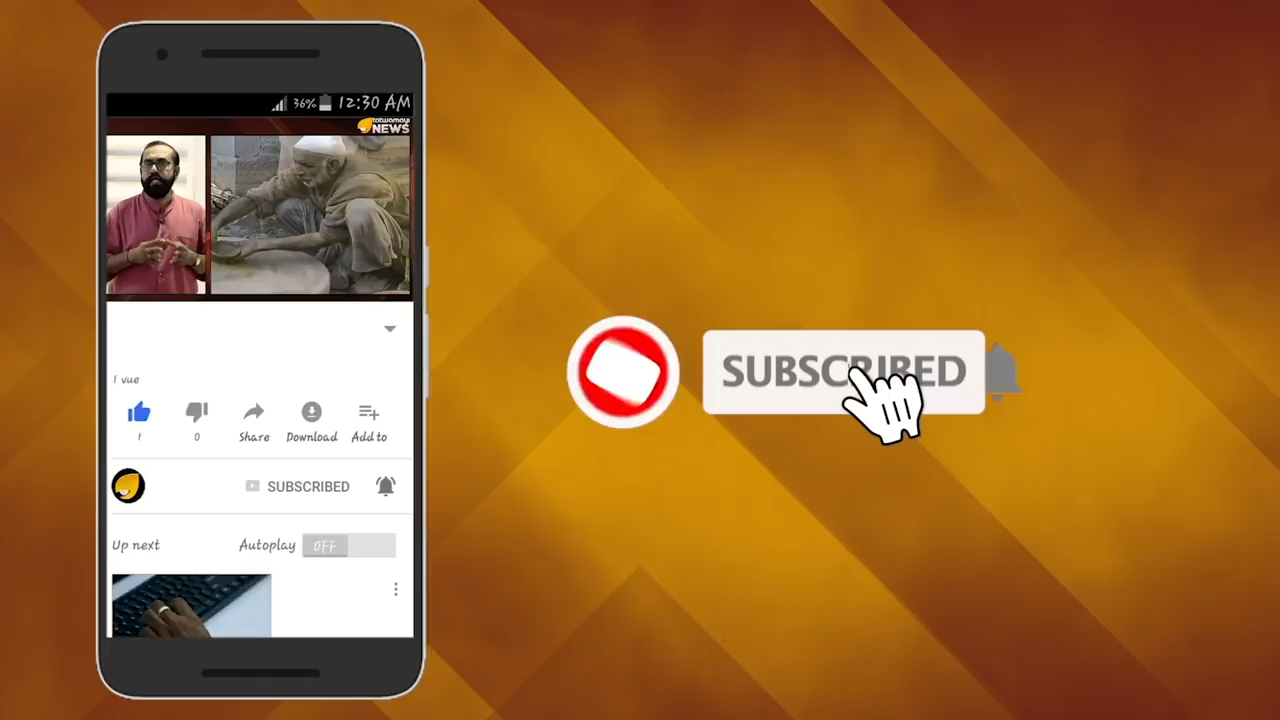 36% 12:30 AM
tatwamayi
NEWS
1 vue
1
0
Share
Download
Add to
SUBSCRIBED
Up next
Autoplay
OFF
SUBSCRIBED